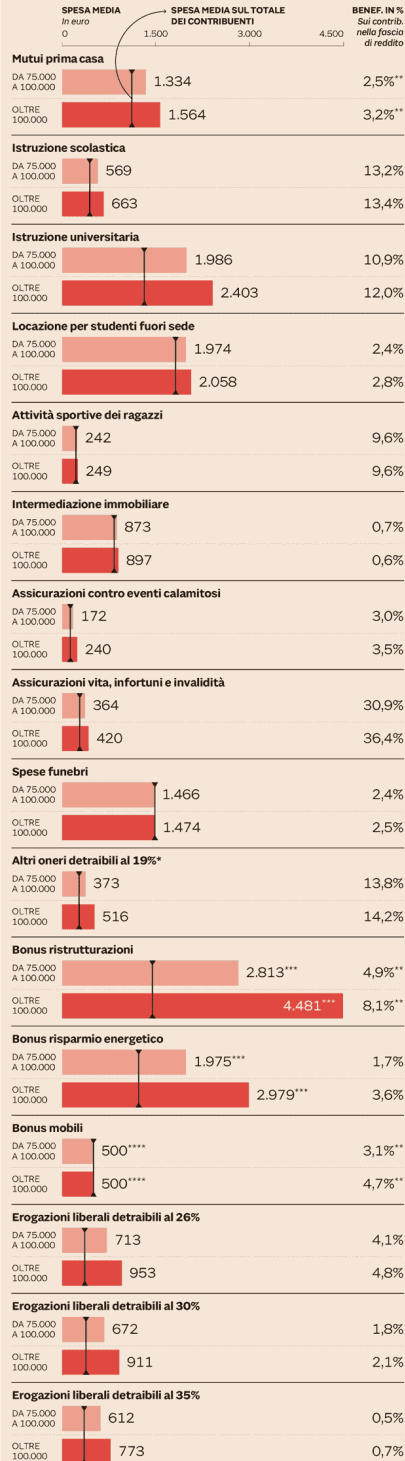 SPESA MEDIA
In euro
SPESA MEDIA SUL TOTALE
DEI CONTRIBUENTI
BENEF. IN %
Sui contrib.
nella fascia
di reddito
0 1.500 3.000 4.500
Mutui prima casa
DA 75.000
A 100.000 1.334 2,5%**
OLTRE
100.000 1.564 3,2%**
Istruzione scolastica
DA 75.000
A 100.000 569 13,2%
OLTRE
100.000 663 13,4%
Istruzione universitaria
DA 75.000
A 100.000 1.986 10,9%
OLTRE
100.000 2.403 12,0%
Locazione per studenti fuori sede
DA 75.000
A 100.000 1.974 2,4%
OLTRE
100.000 2.058 2,8%
Attività sportive dei ragazzi
DA 75.000
A 100.000 242 9,6%
OLTRE
100.000 249 9,6%
Intermediazione immobiliare
DA 75.000
A 100.000 873 0,7%
OLTRE
100.000 897 0,6%
Assicurazioni contro eventi calamitosi
DA 75.000
A 100.000 172 3,0%
OLTRE
100.000 240 3,5%
Assicurazioni vita, infortuni e invalidità
DA 75.000
A 100.000 364 30,9%
OLTRE
100.000 420 36,4%
Spese funebri
DA 75.000
A 100.000 1.466 2,4%
OLTRE
100.000 1.474 2,5%
Altri oneri detraibili al 19%*
DA 75.000
A 100.000 373 13,8%
OLTRE
100.000 516 14,2%
Bonus ristrutturazioni
DA 75.000
A 100.000 2.813*** 4,9%**
OLTRE
100.000 4.481*** 8,1%**
Bonus risparmio energetico
DA 75.000
A 100.000 1.975*** 1,7%
OLTRE
100.000 2.979*** 3,6%
Bonus mobili
DA 75.000
A 100.000 500**** 3,1%**
OLTRE
100.000 500**** 4,7%**
Erogazioni liberali detraibili al 26%
DA 75.000
A 100.000 713 4,1%
OLTRE
100.000 953 4,8%
Erogazioni liberali detraibili al 30%
DA 75.000
A 100.000 672 1,8%
OLTRE
100.000 911 2,1%
Erogazioni liberali detraibili al 35%
DA 75.000
A 100.000 612 0,5%
OLTRE
100.000 773 0,7%